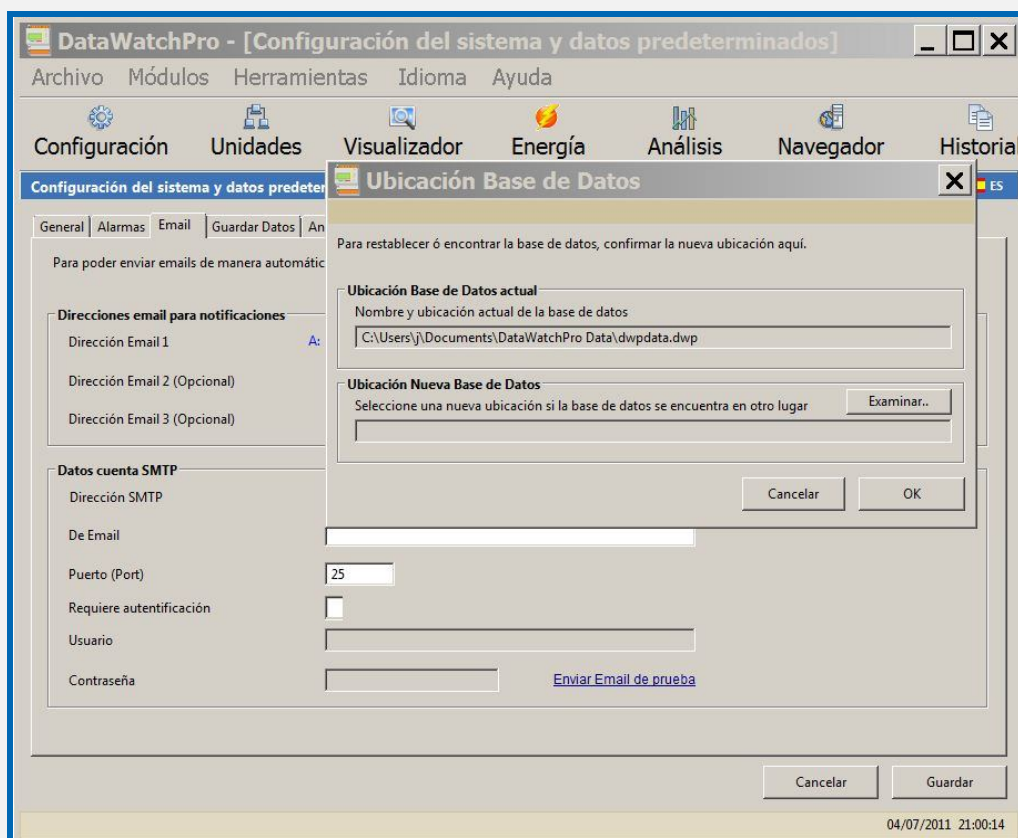 DataWatchPro - [Configuración del sistema y datos predeterminados]
Archivo Módulos Herramientas Idioma Ayuda
Configuración Unidades Visualizador Energía Análisis Navegador Historial
Configuración del sistema y datos predeter
ES
General Alarmas Email Guardar Datos An
Para poder enviar emails de manera automátic
Direcciones email para notificaciones
Dirección Email 1 A:
Dirección Email 2 (Opcional)
Dirección Email 3 (Opcional)
Datos cuenta SMTP
Dirección SMTP
De Email
Puerto (Port) 25
Requiere autentificación
Usuario
Contraseña Enviar Email de prueba
Cancelar Guardar
04/07/2011 21:00:14
Ubicación Base de Datos
Para restablecer ó encontrar la base de datos, confirmar la nueva ubicación aquí.
Ubicación Base de Datos actual
Nombre y ubicación actual de la base de datos
C:\Users\j\Documents\DataWatchPro Data\dwpdata.dwp
Ubicación Nueva Base de Datos
Seleccione una nueva ubicación si la base de datos se encuentra en otro lugar Examinar..
Cancelar OK